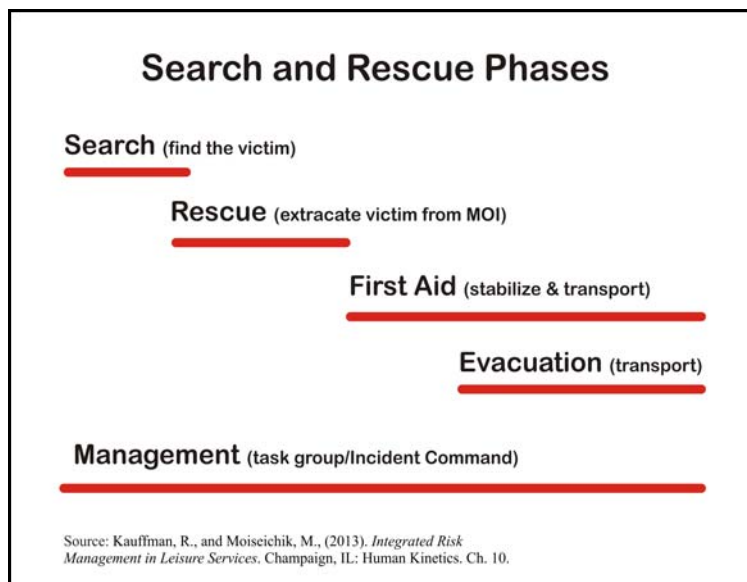 Search and Rescue Phases
Search (find the victim)
Rescue (extracate victim from MOI)
First Aid (stabilize & transport)
Evacuation (transport)
Management (task group/Incident Command)
Source: Kauffman, R., and Moiseichik, M., (2013). Integrated Risk
Management in Leisure Services. Champaign, IL: Human Kinetics. Ch. 10.